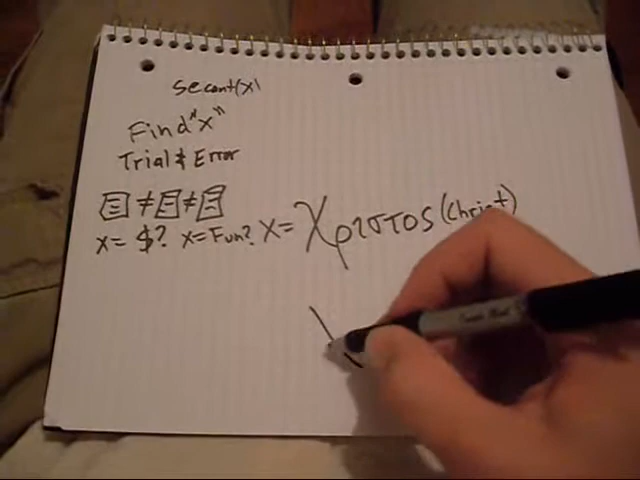 secant(x)
Find "x"
Trial & Error
≠ ≠
x= $? x=Fun? x= Χριστος (Christ)